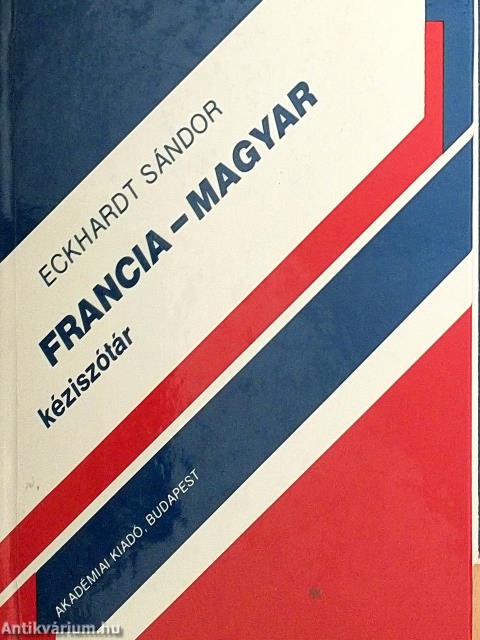 ECKHARDT SÁNDOR
FRANCIA – MAGYAR
kéziszótár
AKADÉMIAI KIADÓ, BUDAPEST
Antikvárium.hu